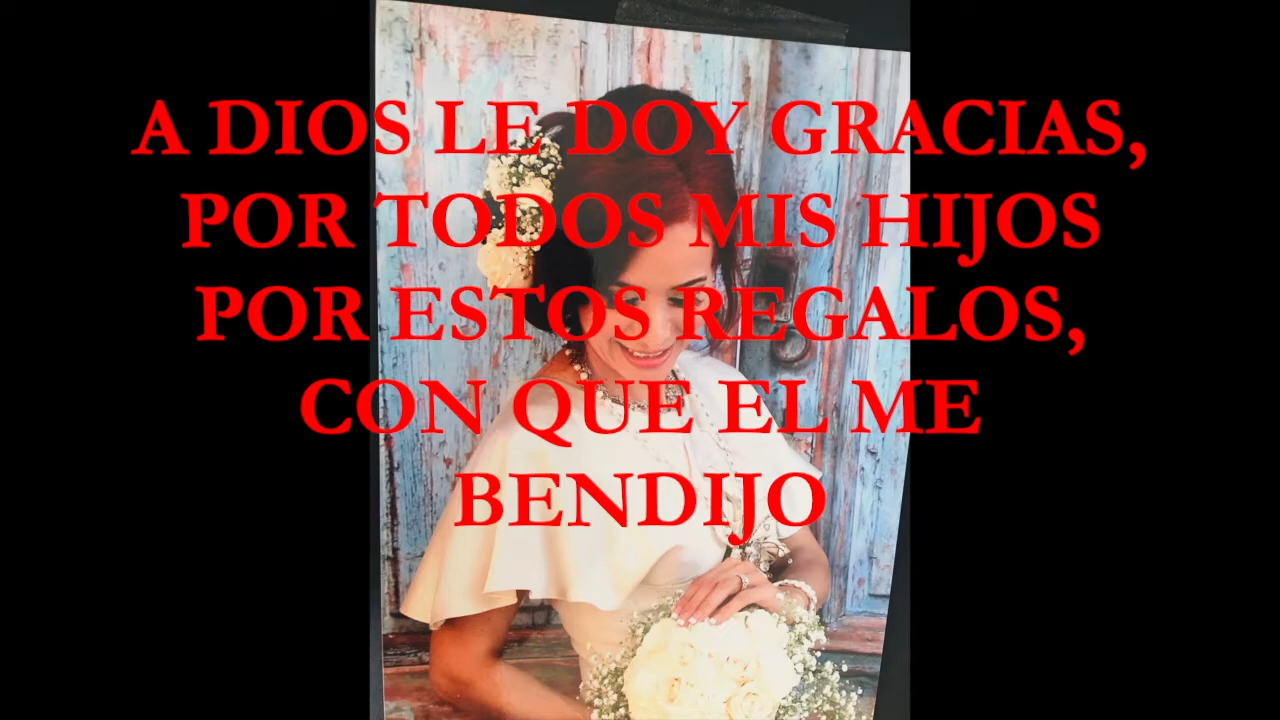 A DIOS LE DOY GRACIAS,
POR TODOS MIS HIJOS
POR ESTOS REGALOS,
CON QUE EL ME
BENDIJO